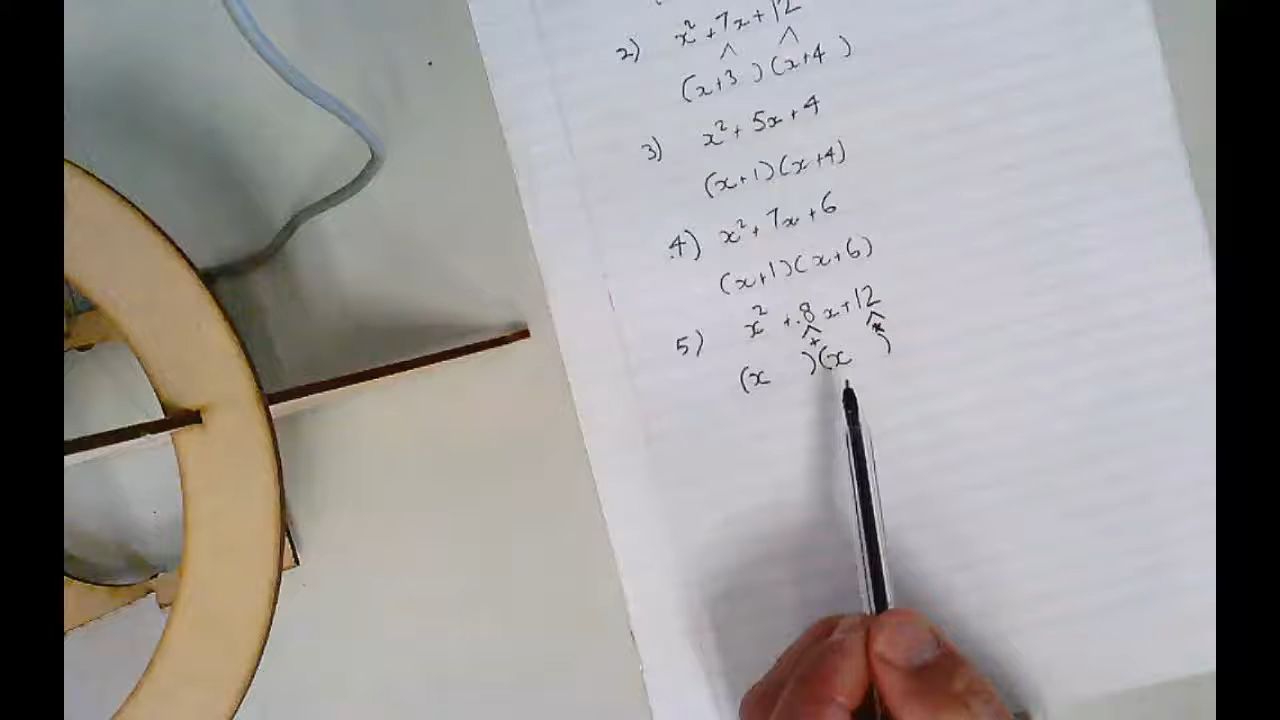 2) x² + 7x + 12
(x+3 )(x+4 )
3) x² + 5x + 4
(x+1)(x+4)
4) x² + 7x + 6
(x+1)(x+6)
5) x² + 8x + 12
+ ×
(x )(x )